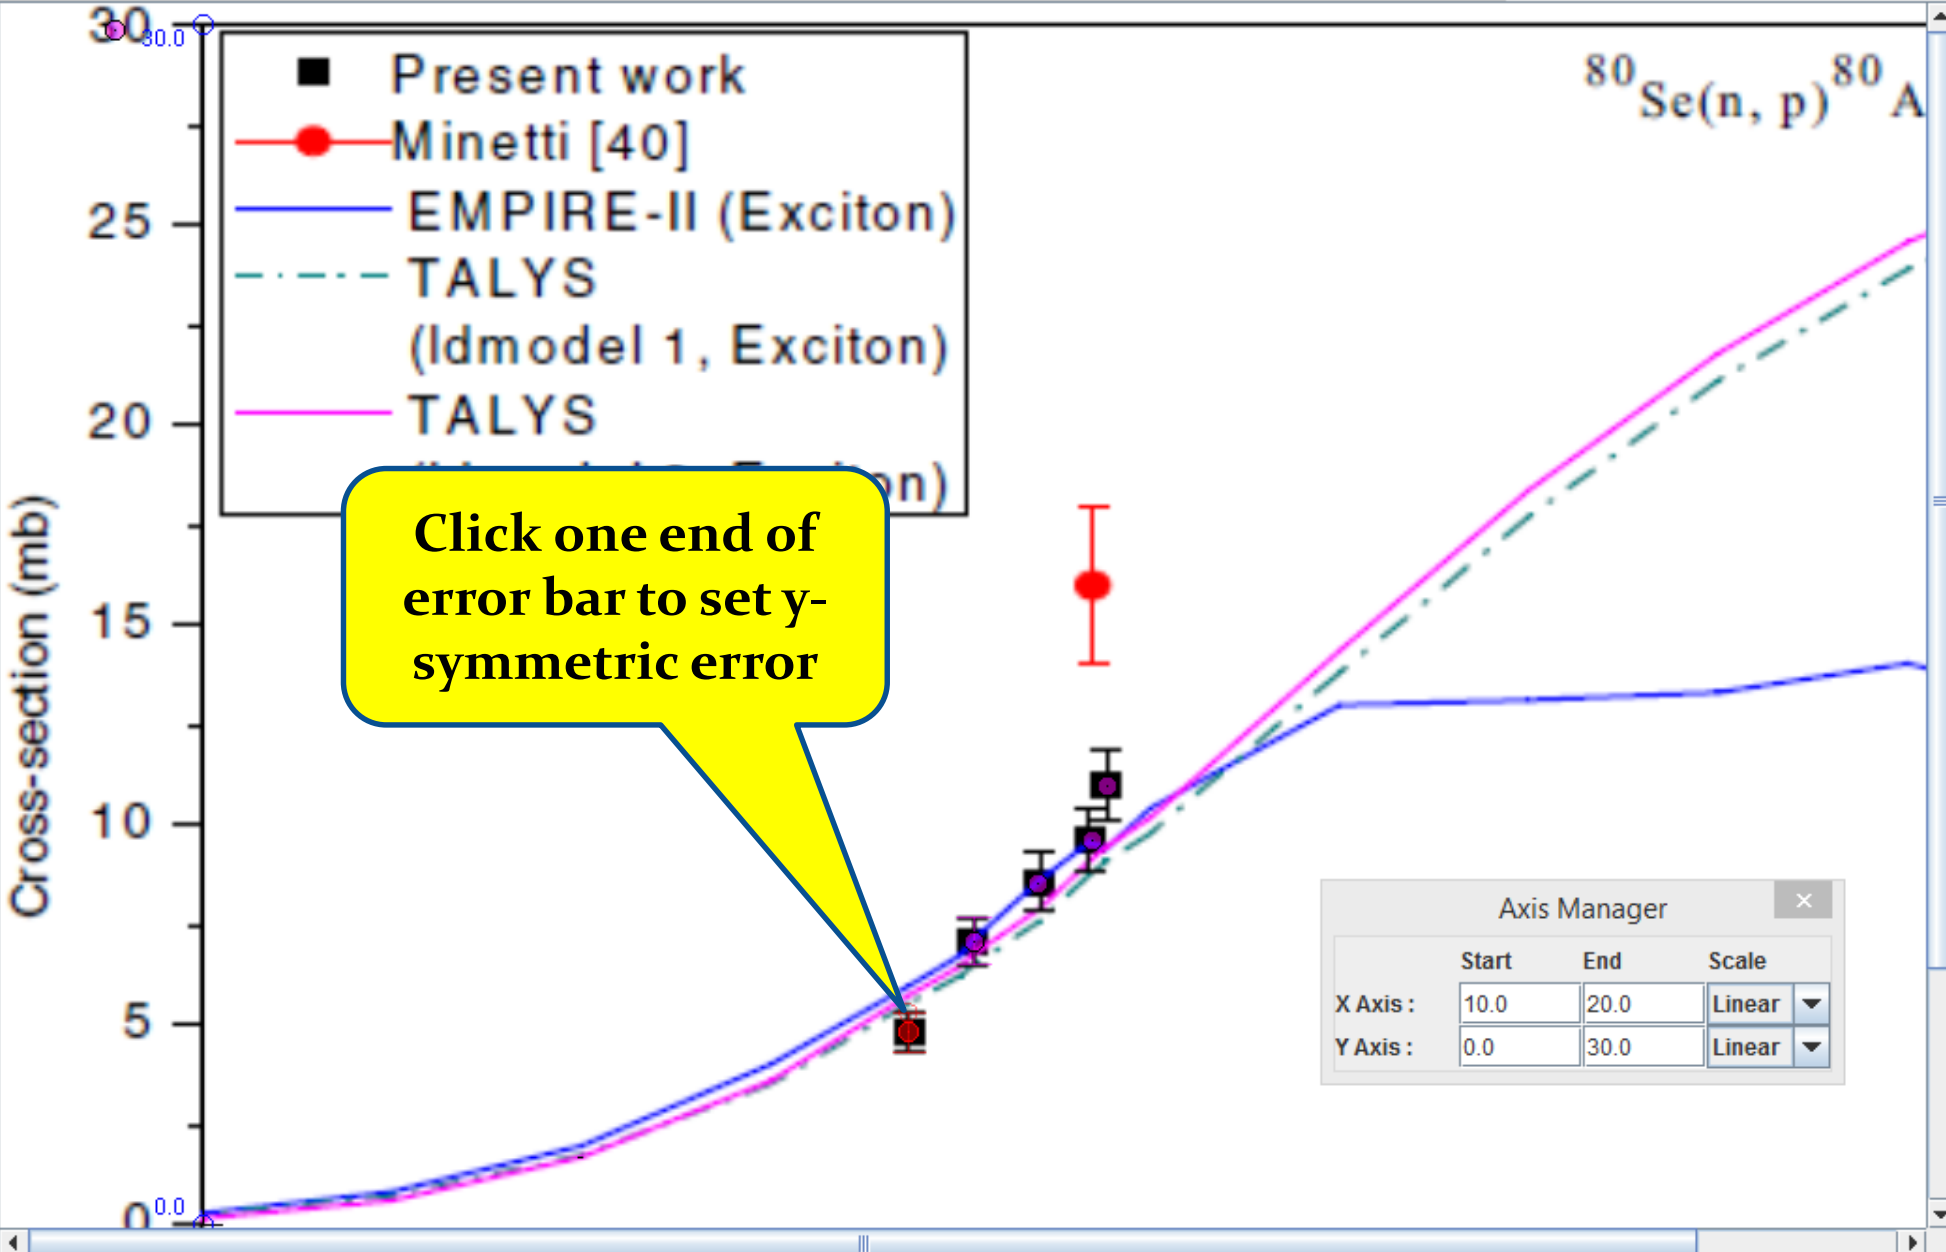 30
30.0
Present work
Minetti [40]
EMPIRE-II (Exciton)
TALYS
(ldmodel 1, Exciton)
TALYS
on)
80Se(n, p)80A
25
20
15
10
5
0
0.0
Cross-section (mb)
Click one end of
error bar to set y-
symmetric error
Axis Manager
Start End Scale
X Axis : 10.0 20.0 Linear
Y Axis : 0.0 30.0 Linear